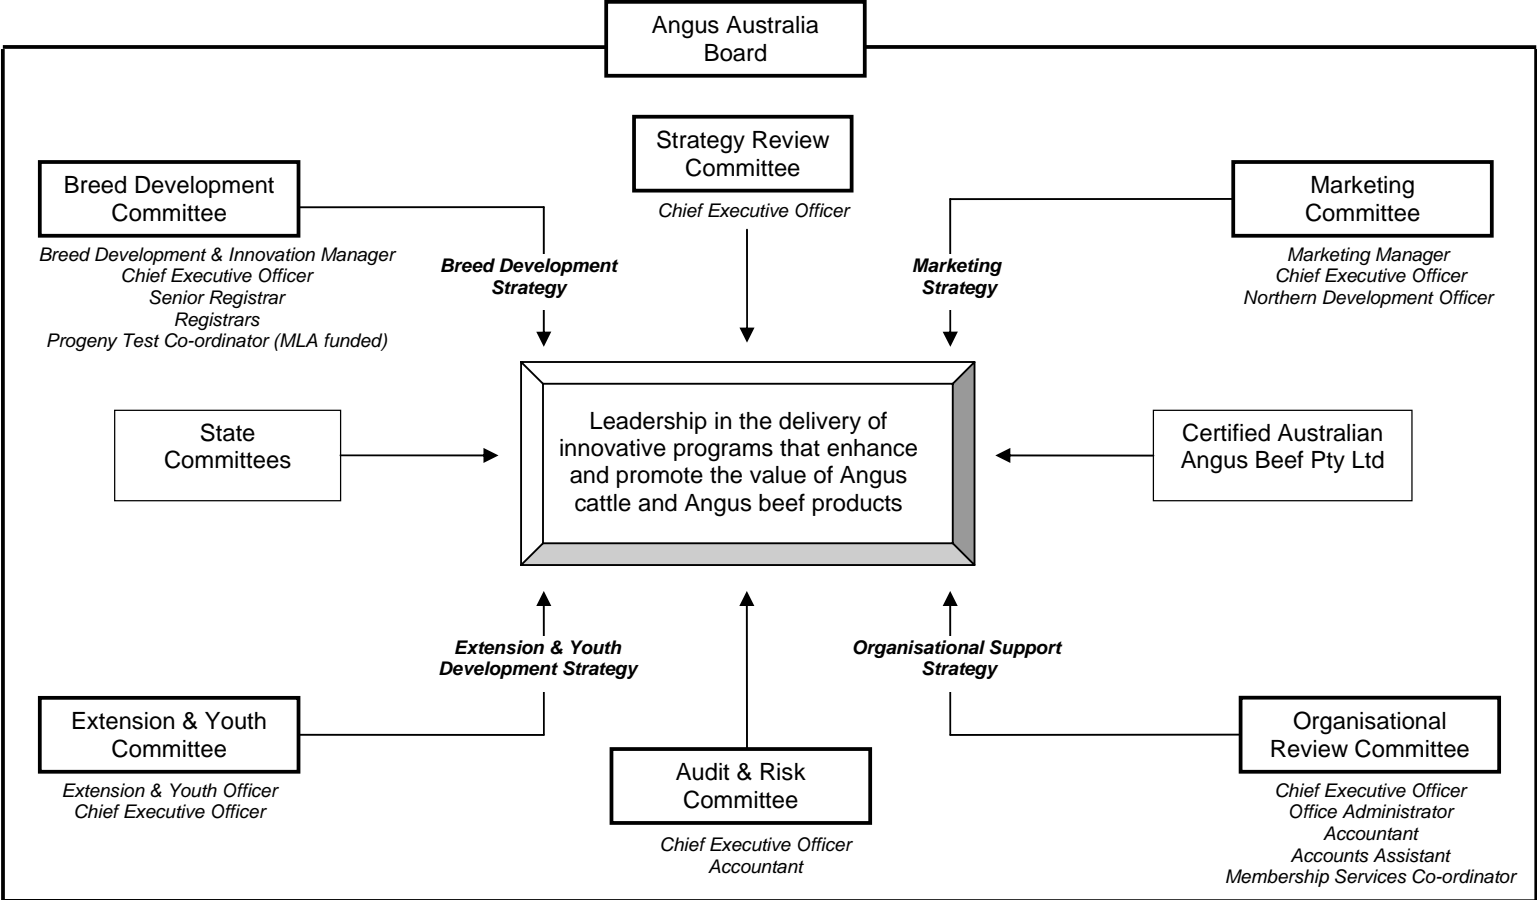 Angus Australia
Board
Strategy Review
Committee
Chief Executive Officer
Breed Development
Committee
Breed Development & Innovation Manager
Chief Executive Officer
Senior Registrar
Registrars
Progeny Test Co-ordinator (MLA funded)
Breed Development
Strategy
Marketing
Strategy
Marketing
Committee
Marketing Manager
Chief Executive Officer
Northern Development Officer
State
Committees
Leadership in the delivery of
innovative programs that enhance
and promote the value of Angus
cattle and Angus beef products
Certified Australian
Angus Beef Pty Ltd
Extension & Youth
Development Strategy
Organisational Support
Strategy
Extension & Youth
Committee
Extension & Youth Officer
Chief Executive Officer
Audit & Risk
Committee
Chief Executive Officer
Accountant
Organisational
Review Committee
Chief Executive Officer
Office Administrator
Accountant
Accounts Assistant
Membership Services Co-ordinator